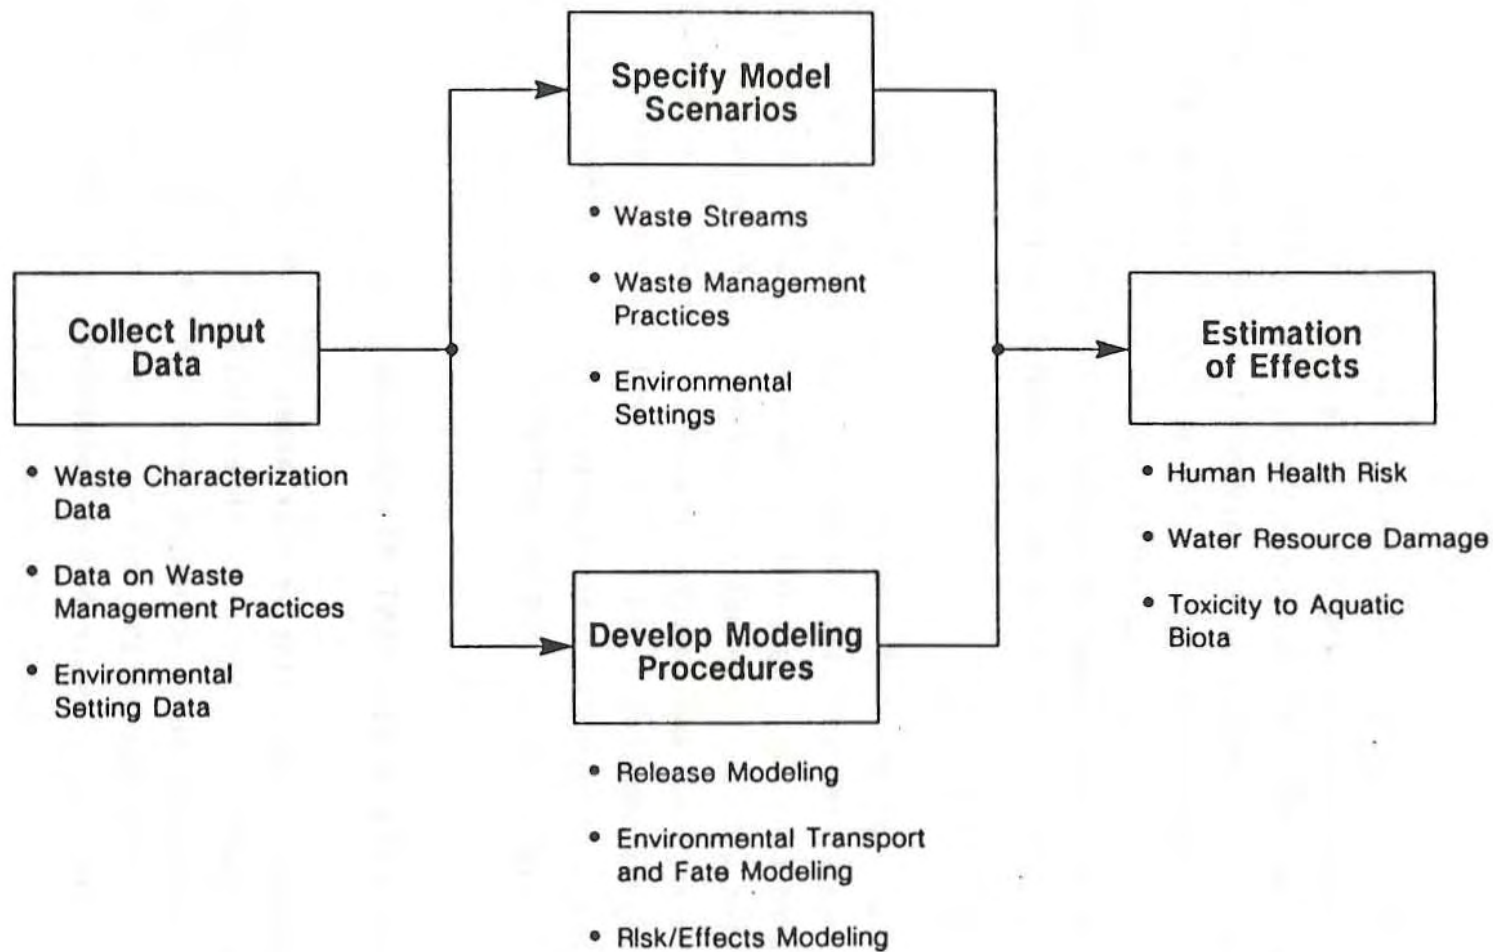 Collect Input
Data
• Waste Characterization
Data
• Data on Waste
Management Practices
• Environmental
Setting Data
Specify Model
Scenarios
• Waste Streams
• Waste Management
Practices
• Environmental
Settings
Develop Modeling
Procedures
• Release Modeling
• Environmental Transport
and Fate Modeling
• Risk/Effects Modeling
Estimation
of Effects
• Human Health Risk
• Water Resource Damage
• Toxicity to Aquatic
Biota